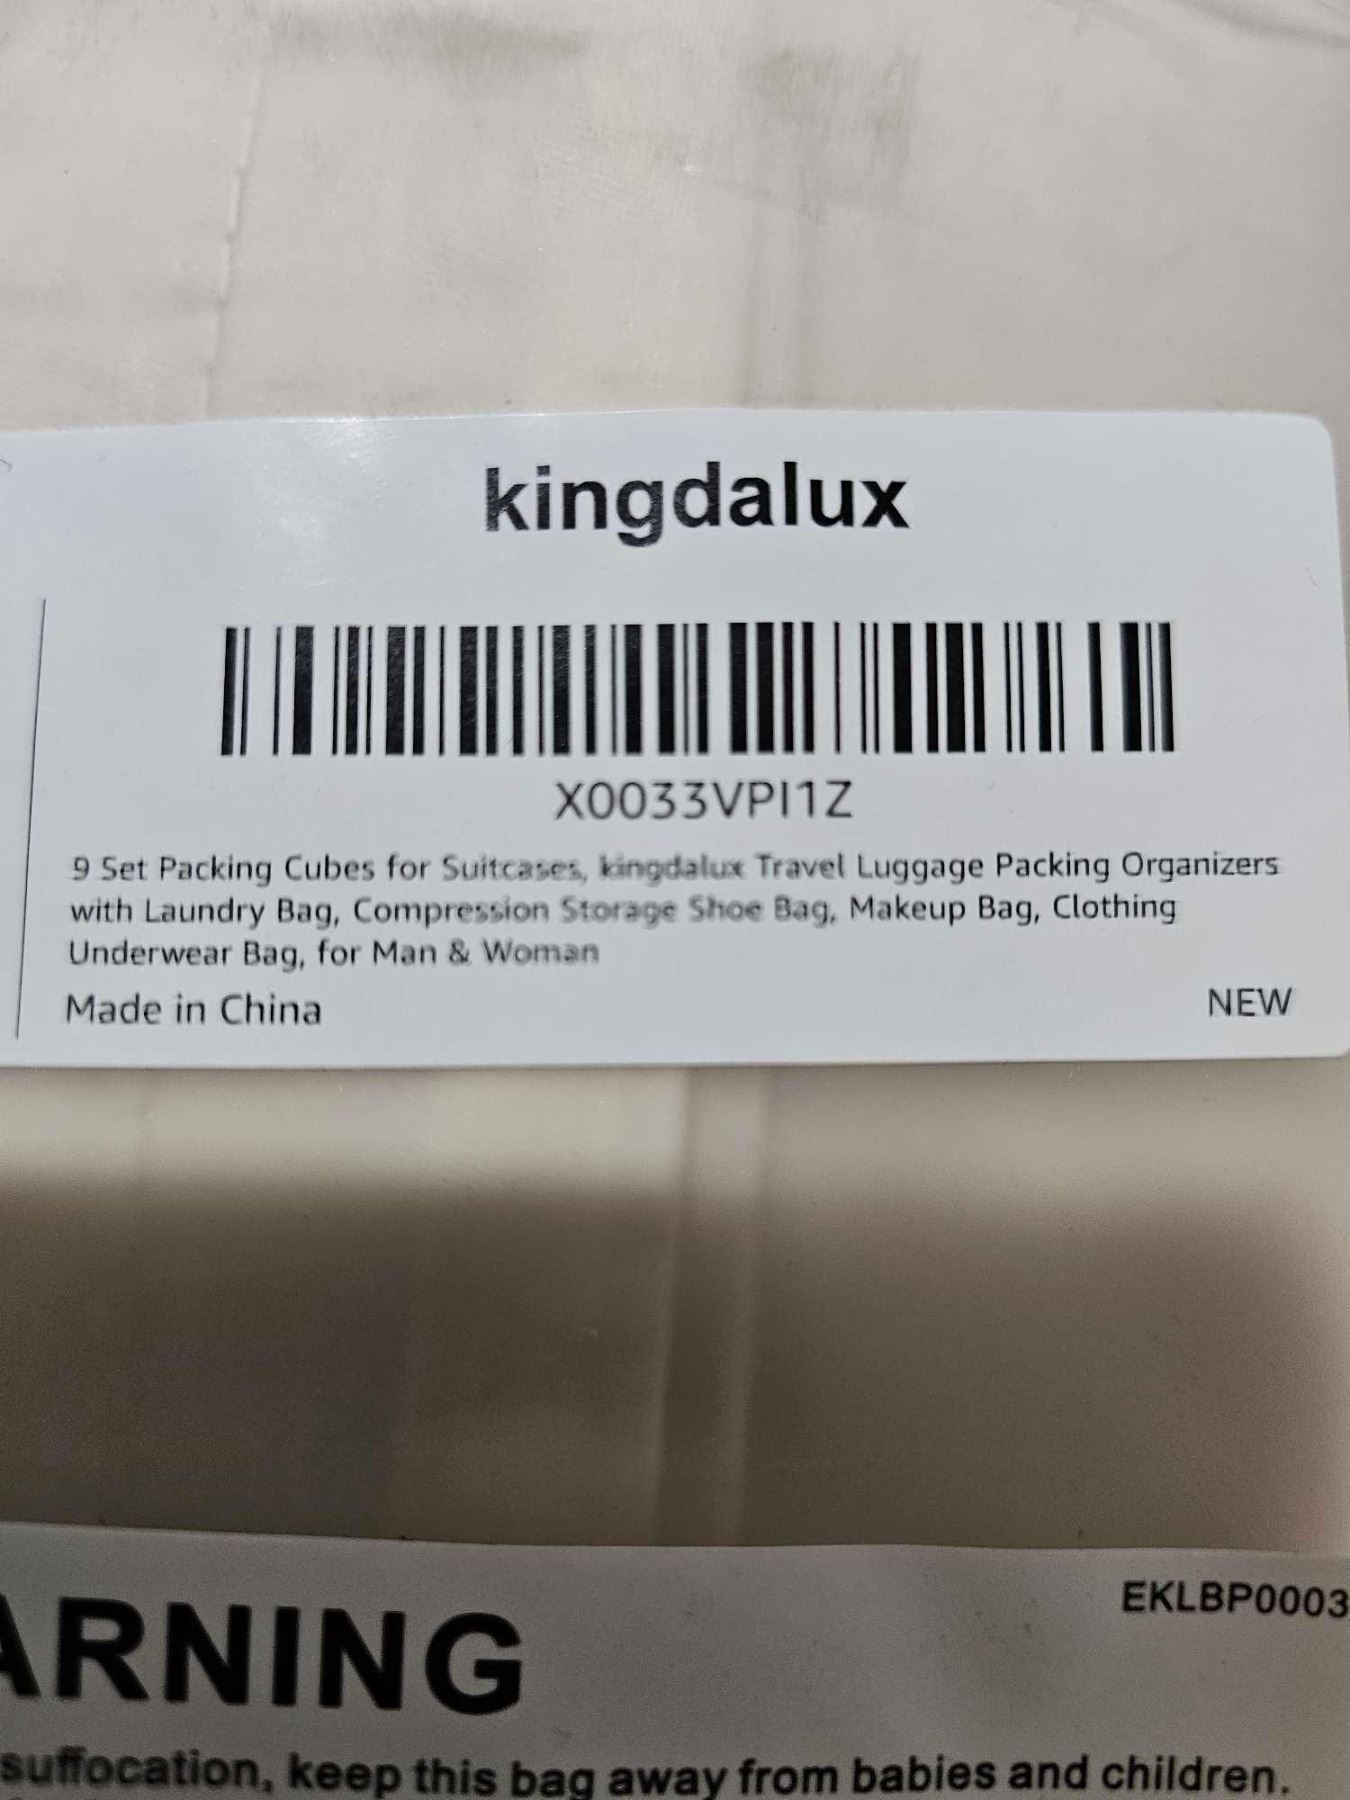 kingdalux
X0033VPI1Z
9 Set Packing Cubes for Suitcases, kingdalux Travel Luggage Packing Organizers
with Laundry Bag, Compression Storage Shoe Bag, Makeup Bag, Clothing
Underwear Bag, for Man & Woman
Made in China
NEW
EKLBP0003
ARNING
suffocation, keep this bag away from babies and children.